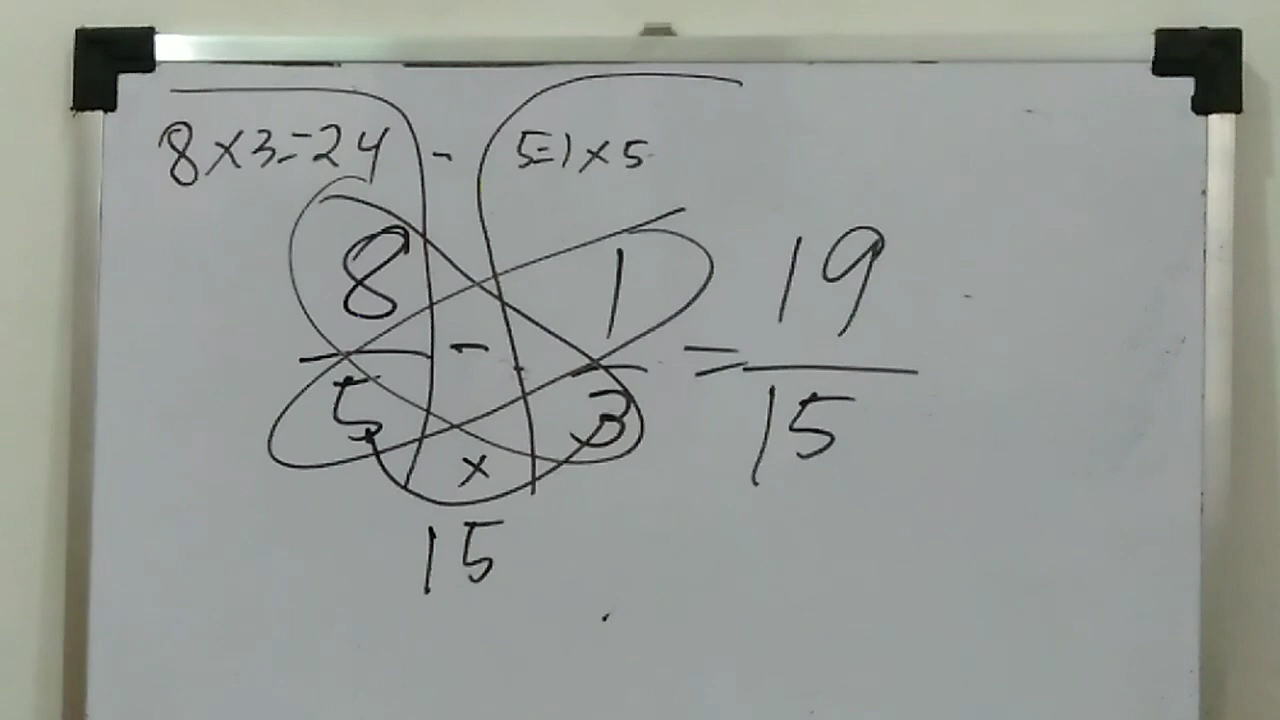 8×3=24 - 5=1×5
8/5 - 1/3 = 19/15
×
15